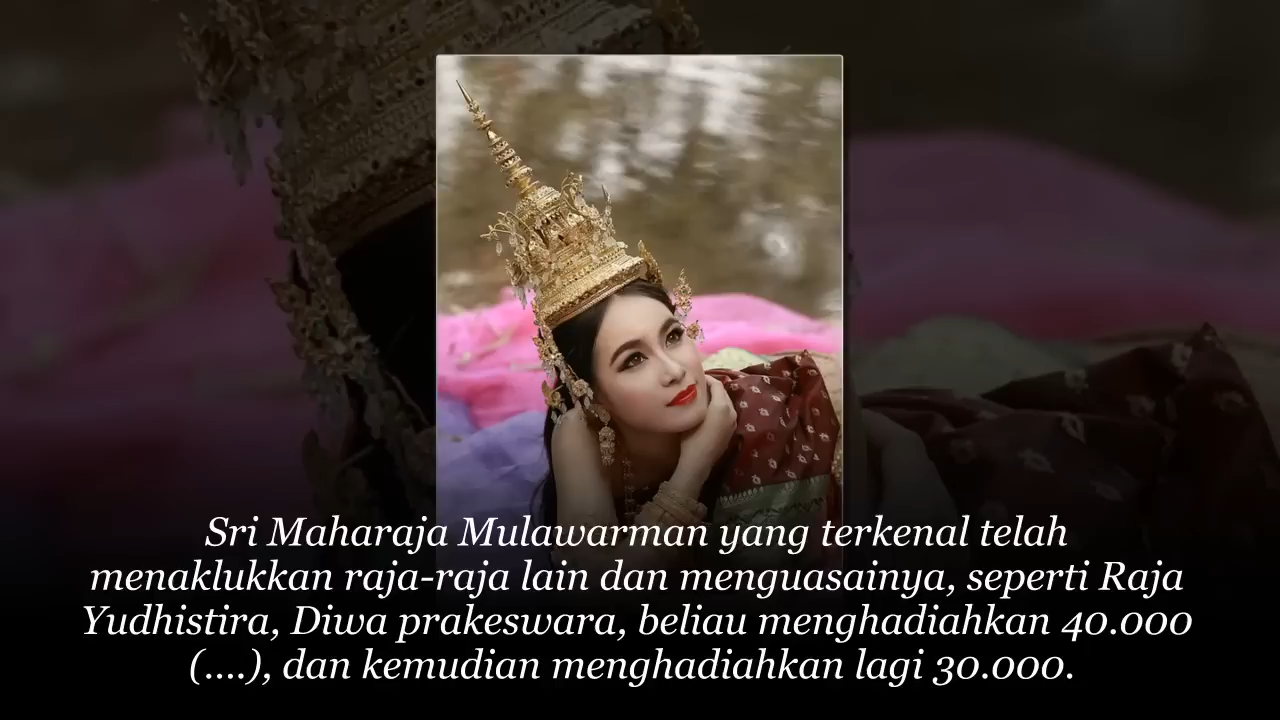 Sri Maharaja Mulawarman yang terkenal telah
menaklukkan raja-raja lain dan menguasainya, seperti Raja
Yudhistira, Diwa prakeswara, beliau menghadiahkan 40.000
(....), dan kemudian menghadiahkan lagi 30.000.